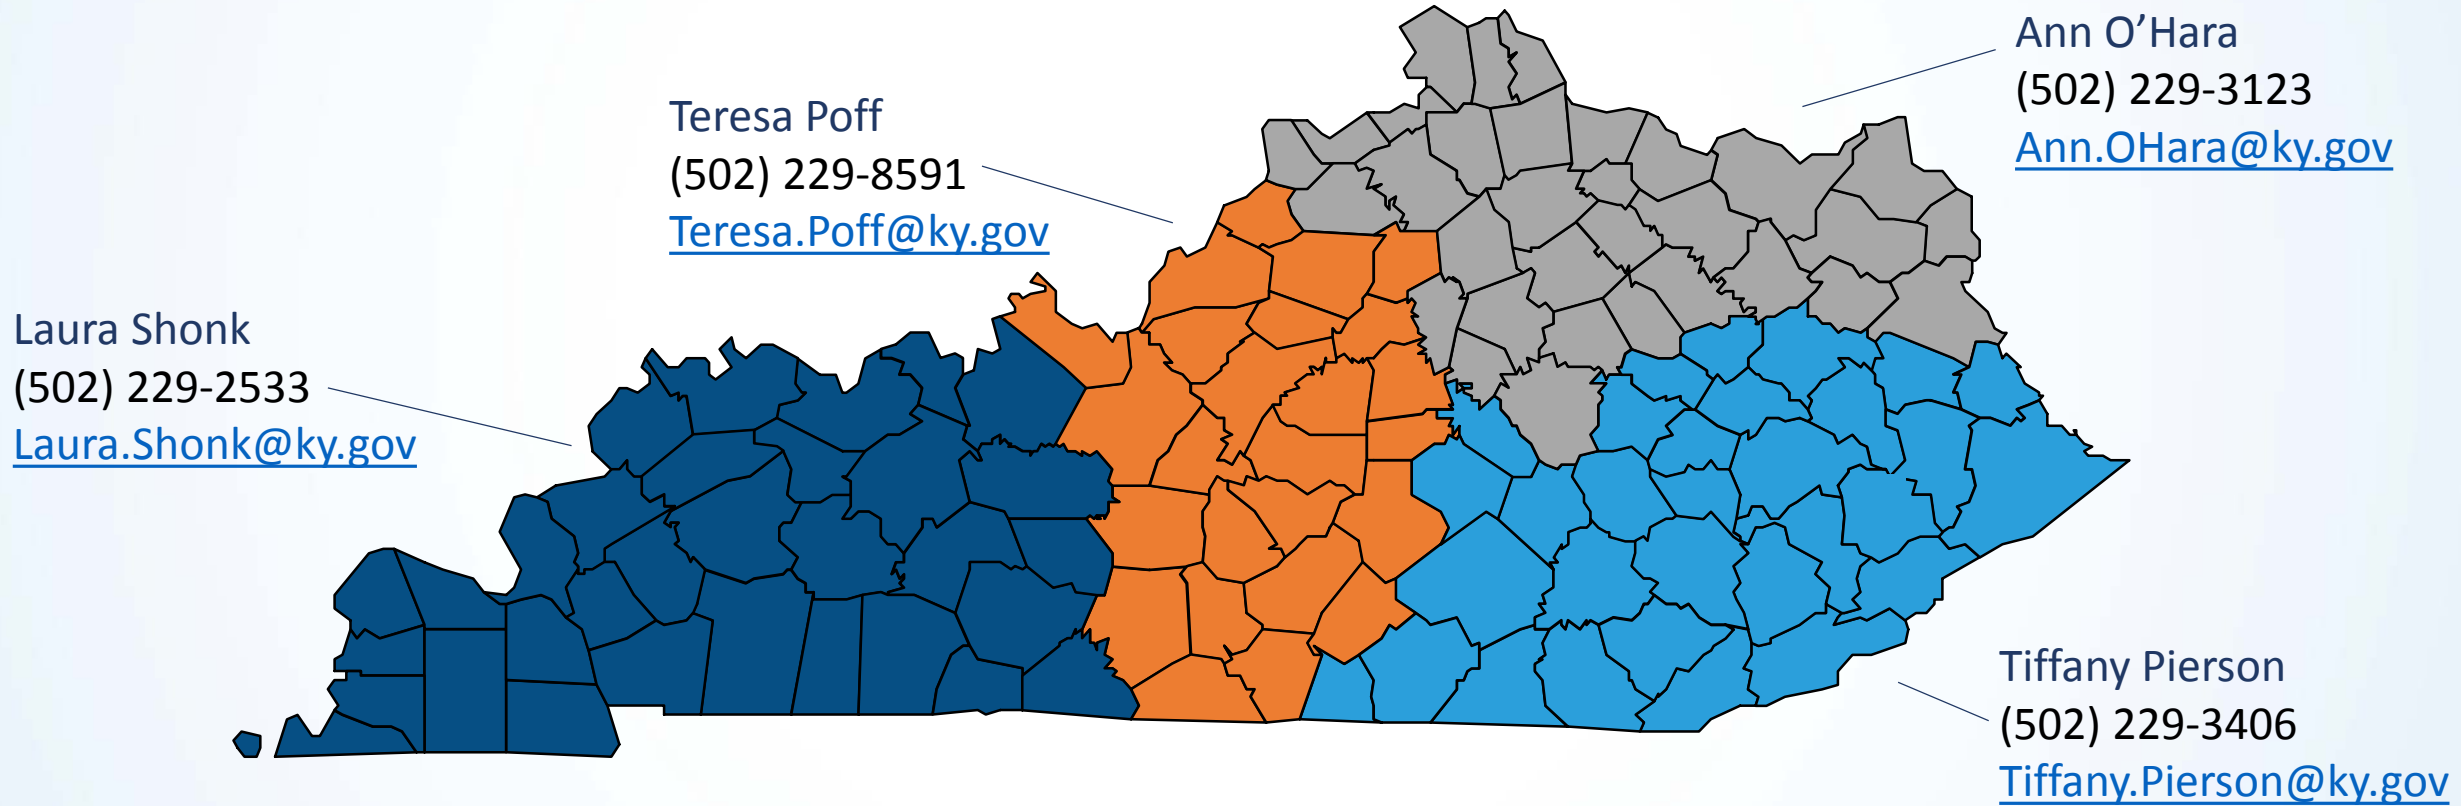 Ann O’Hara
(502) 229-3123
Ann.OHara@ky.gov
Teresa Poff
(502) 229-8591
Teresa.Poff@ky.gov
Laura Shonk
(502) 229-2533
Laura.Shonk@ky.gov
Tiffany Pierson
(502) 229-3406
Tiffany.Pierson@ky.gov